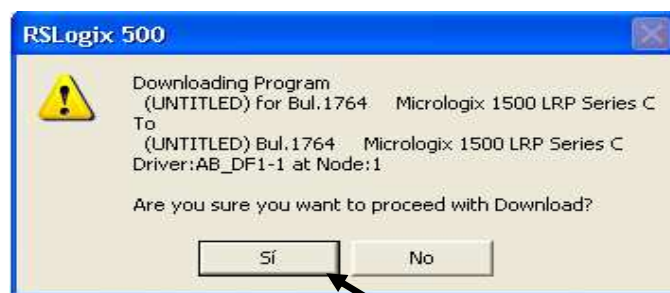 RSLogix 500
Downloading Program
(UNTITLED) for Bul.1764 Micrologix 1500 LRP Series C
To
(UNTITLED) Bul.1764 Micrologix 1500 LRP Series C
Driver:AB_DF1-1 at Node:1
Are you sure you want to proceed with Download?
Sí No